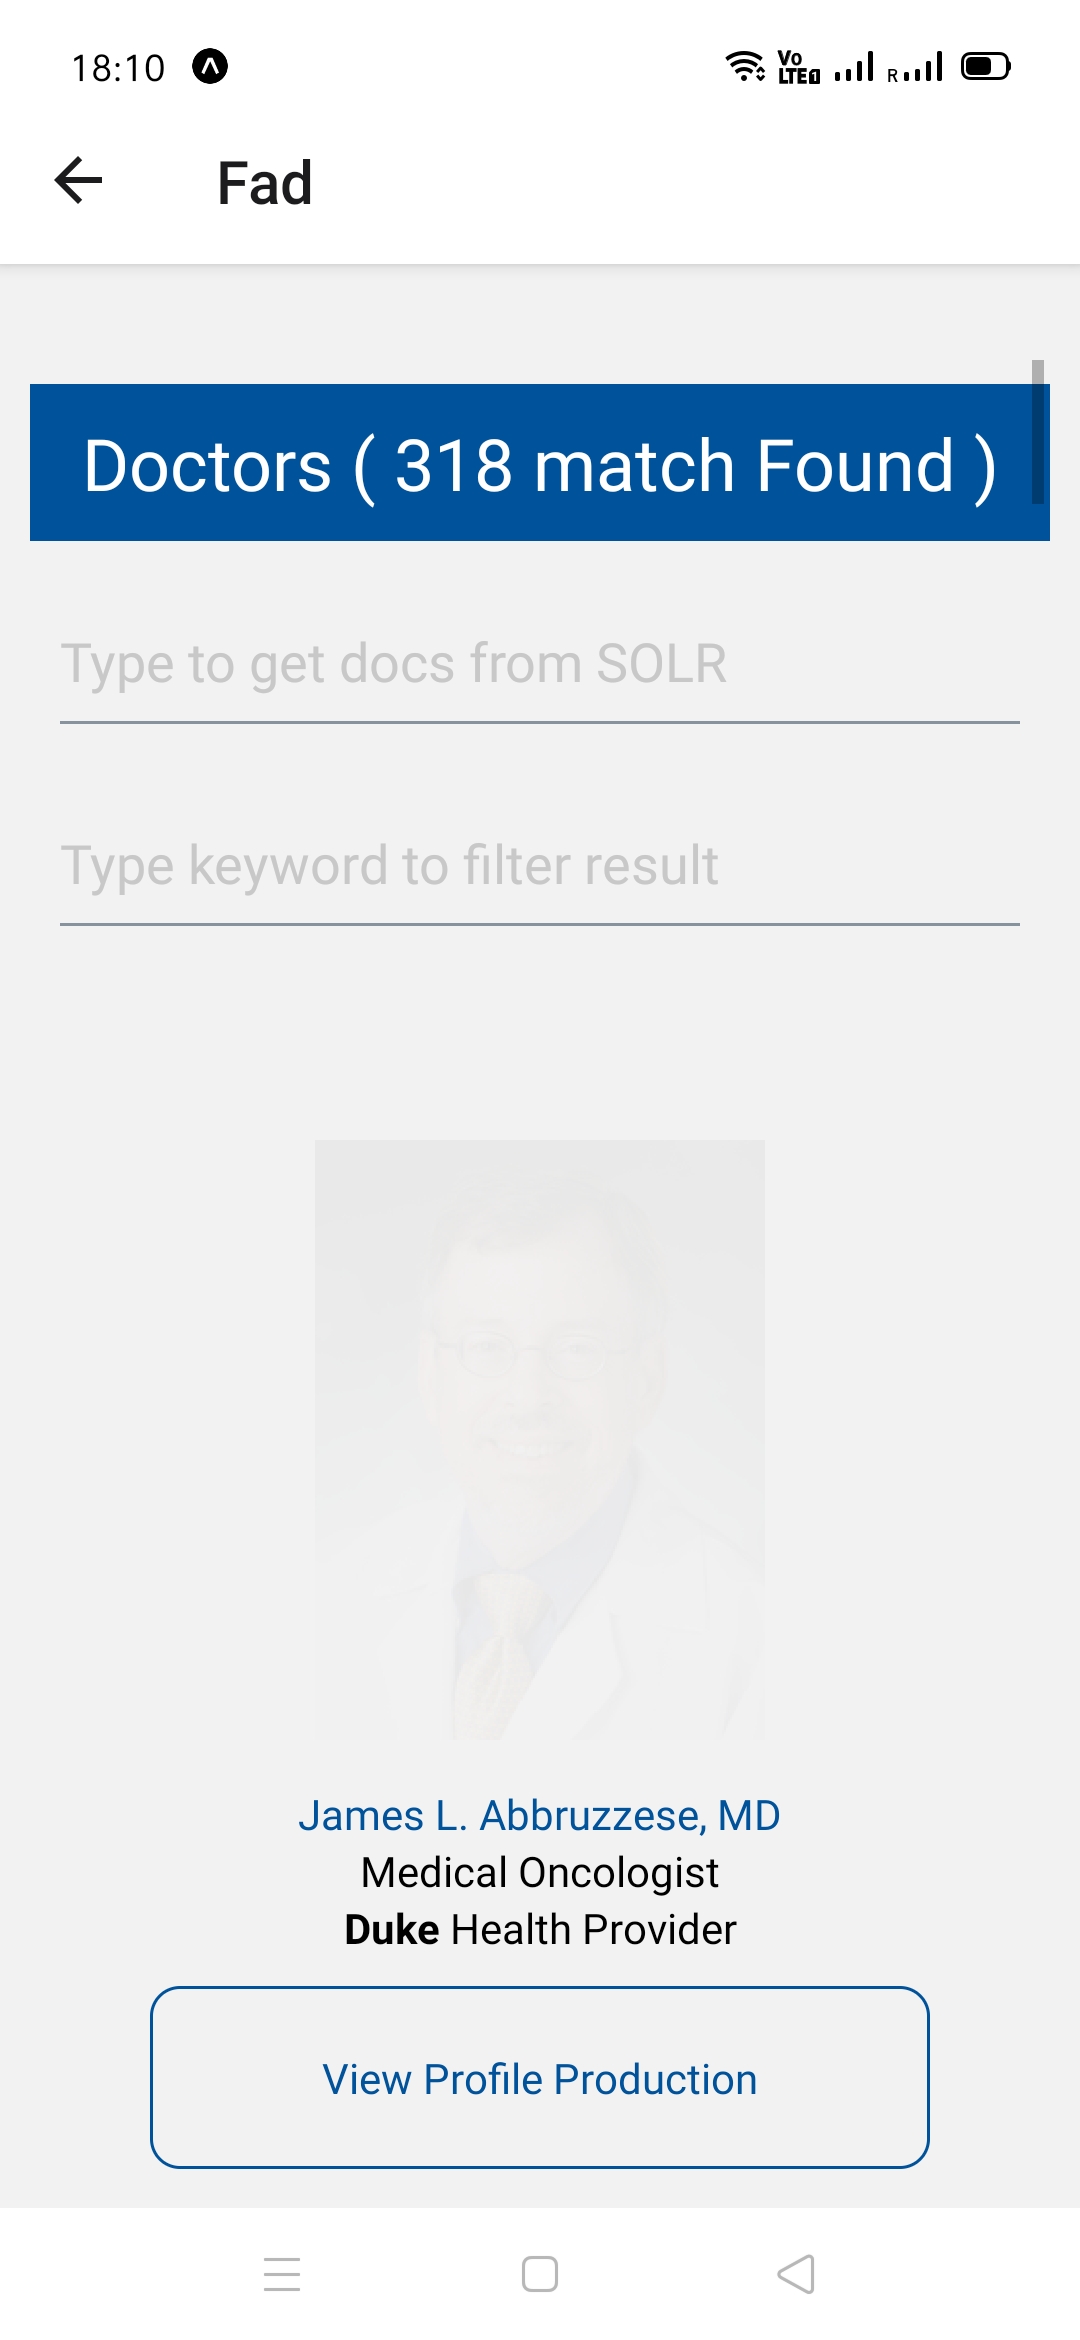 18:10
Vo
LTE1
R
Fad
Doctors ( 318 match Found )
Type to get docs from SOLR
Type keyword to filter result
James L. Abbruzzese, MD
Medical Oncologist
Duke Health Provider
View Profile Production